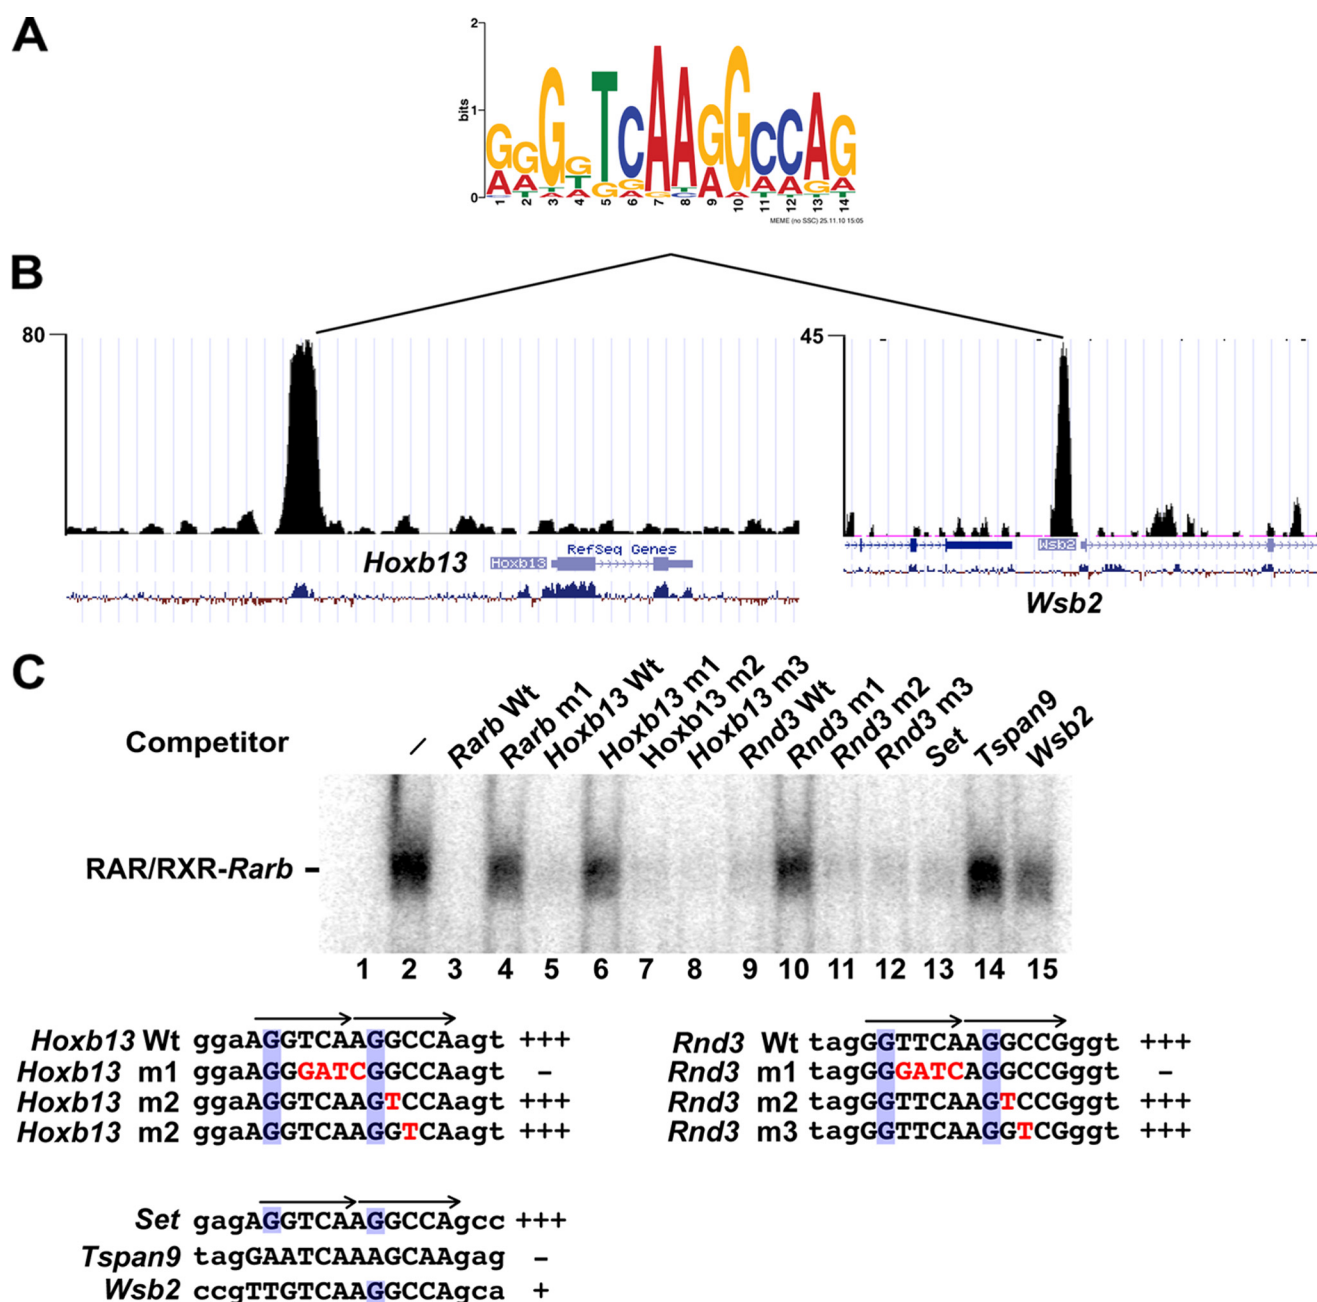 A
2
bits
1
0
GGGGTCAAGGCCAG
1 2 3 4 5 6 7 8 9 10 11 12 13 14
MEME (no SSC) 25.11.10 15:05
B
80
45
RefSeq Genes
Hoxb13
Hoxb13
Wsb2
Wsb2
C
Competitor
/ Rarb Wt Rarb m1 Hoxb13 Wt Hoxb13 m1 Hoxb13 m2 Hoxb13 m3 Rnd3 Wt Rnd3 m1 Rnd3 m2 Rnd3 m3 Set Tspan9 Wsb2
RAR/RXR-Rarb -
1 2 3 4 5 6 7 8 9 10 11 12 13 14 15
Hoxb13 Wt ggaAGGTCAAGGCCAagt +++
Hoxb13 m1 ggaAGGGATCGGCCAagt -
Hoxb13 m2 ggaAGGTCAAGTCCAagt +++
Hoxb13 m2 ggaAGGTCAAGGTCAagt +++
Rnd3 Wt tagGGTTCAAGGCCGggt +++
Rnd3 m1 tagGGGATCAGGCCGggt -
Rnd3 m2 tagGGTTCAAGTCCGggt +++
Rnd3 m3 tagGGTTCAAGGTCGggt +++
Set gagAGGTCAAGGCCAgcc +++
Tspan9 tagGAATCAAAGCAAgag -
Wsb2 ccgTTGTCAAGGCCAgca +